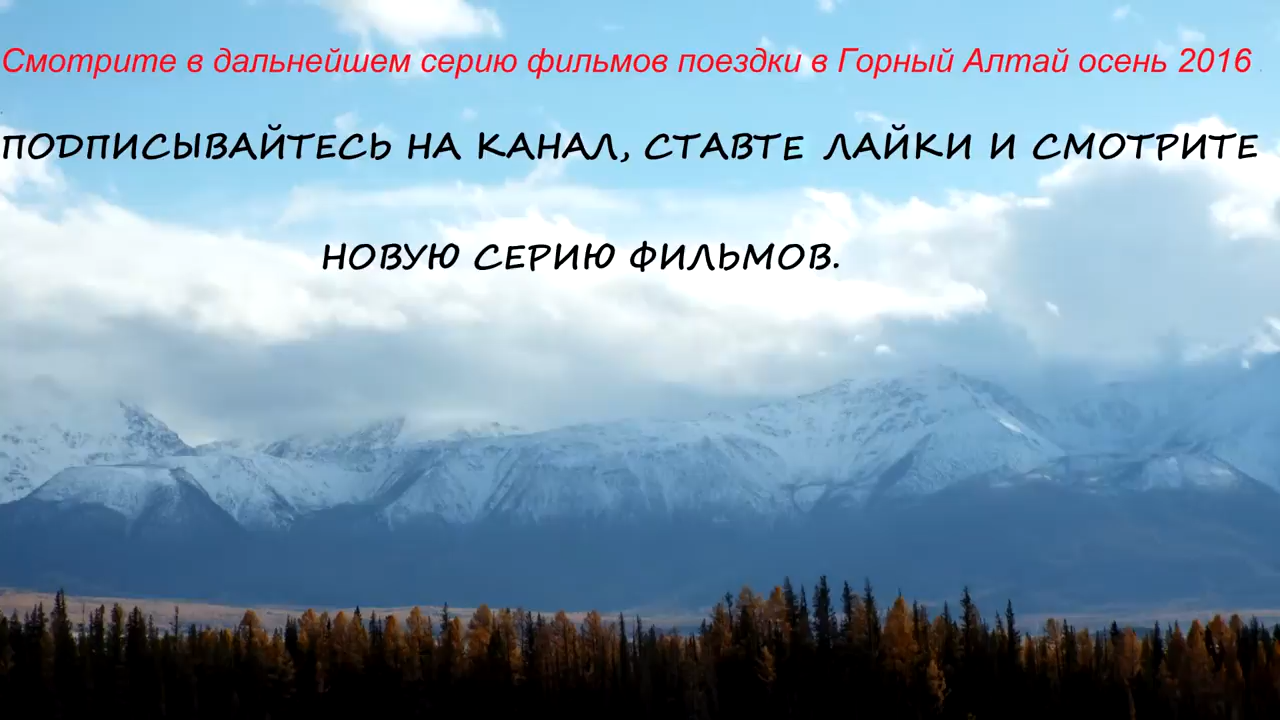 Смотрите в дальнейшем серию фильмов поездки в Горный Алтай осень 2016
ПОДПИСЫВАЙТЕСЬ НА КАНАЛ, СТАВТЕ ЛАЙКИ И СМОТРИТЕ
НОВУЮ СЕРИЮ ФИЛЬМОВ.